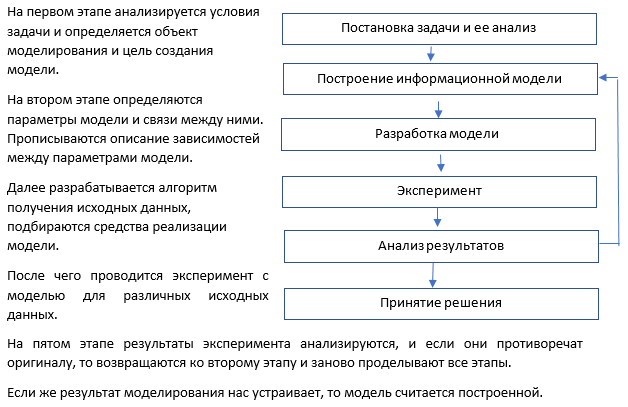 На первом этапе анализируется условия
задачи и определяется объект
моделирования и цель создания
модели.
На втором этапе определяются
параметры модели и связи между ними.
Прописываются описание зависимостей
между параметрами модели.
Далее разрабатывается алгоритм
получения исходных данных,
подбираются средства реализации
модели.
После чего проводится эксперимент с
моделью для различных исходных
данных.
Постановка задачи и ее анализ
Построение информационной модели
Разработка модели
Эксперимент
Анализ результатов
Принятие решения
На пятом этапе результаты эксперимента анализируются, и если они противоречат
оригиналу, то возвращаются ко второму этапу и заново проделывают все этапы.
Если же результат моделирования нас устраивает, то модель считается построенной.